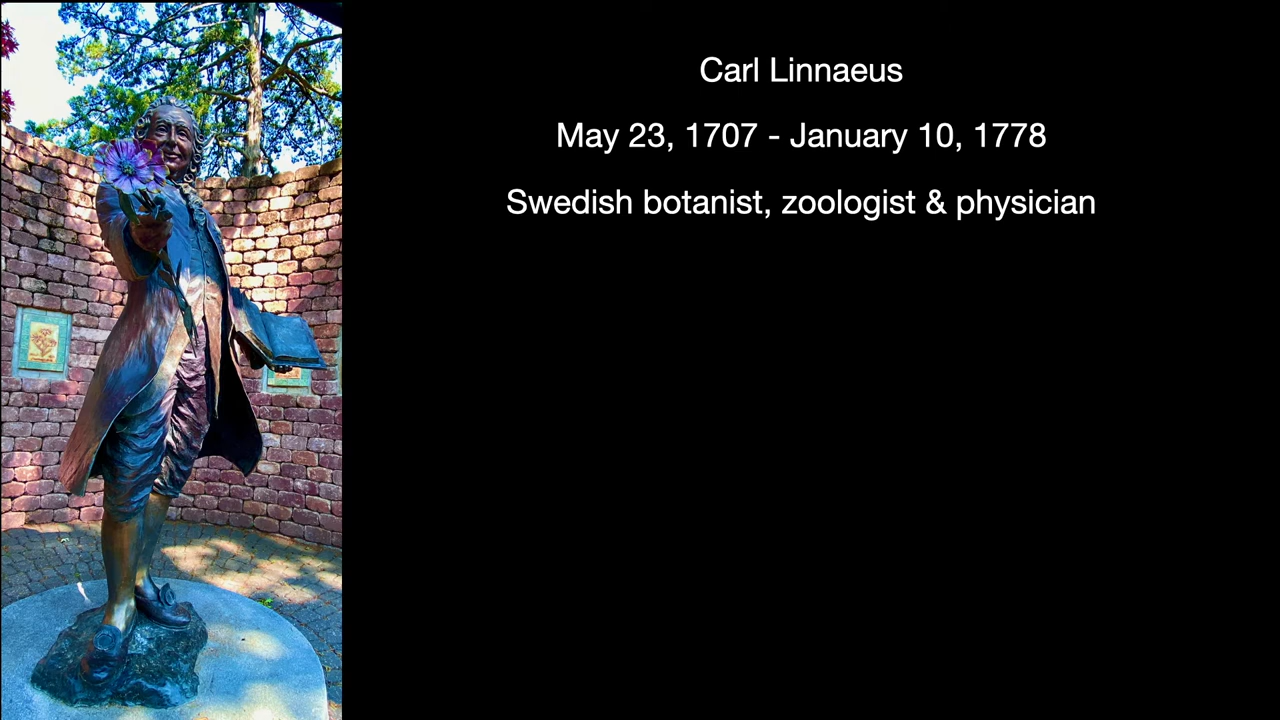 Carl Linnaeus
May 23, 1707 - January 10, 1778
Swedish botanist, zoologist & physician